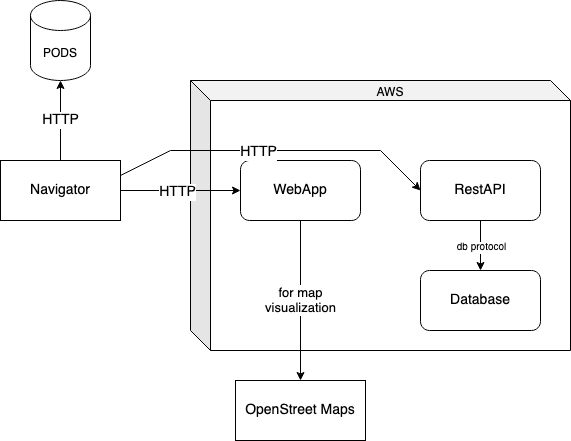 PODS
AWS
HTTP
HTTP
Navigator
HTTP
WebApp
RestAPI
db protocol
for map
visualization
Database
OpenStreet Maps